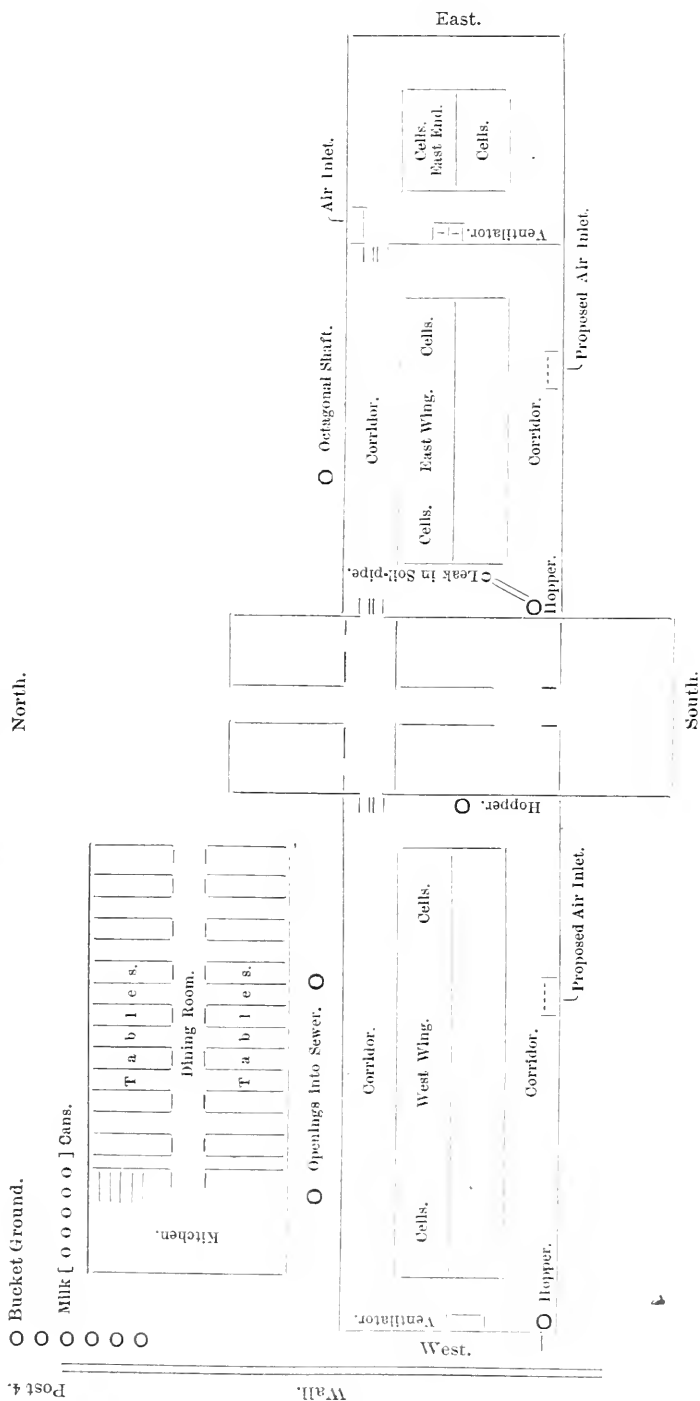 East.
North.
Air Inlet.
Cells.
East End.
Cells.
Ventilator.
Proposed Air Inlet.
O Octagonal Shaft.
Corridor.
Cells. East Wing. Cells.
Corridor.
Leak in Soil-pipe.
Hopper.
South.
Hopper.
Tables.
Dining Room.
Tables.
Kitchen.
O Openings into Sewer. O
Corridor.
Cells. West Wing. Cells.
Corridor.
Proposed Air Inlet.
Ventilator.
Hopper.
West.
O Bucket Ground.
O O O O O O
Milk [ O O O O O ] Cans.
Wall.
Post 4.